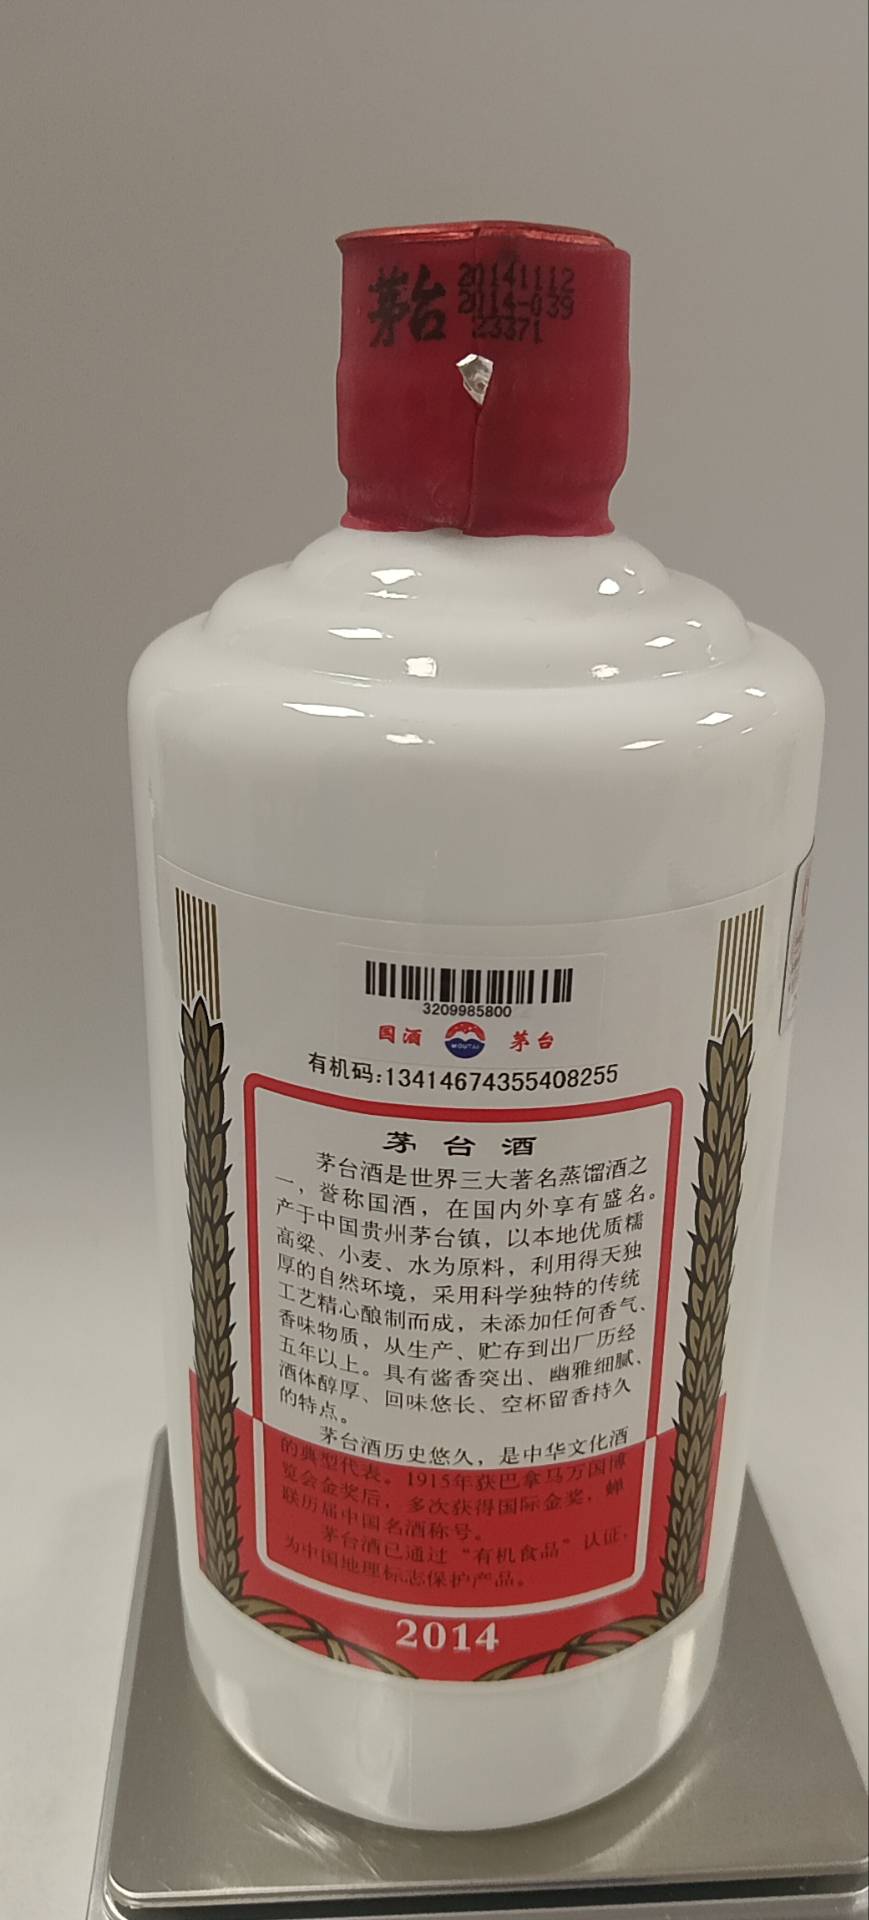 茅台
20141112
2014-039
23371
3209985800
国酒
MOUTAI
茅台
有机码:13414674355408255
茅台酒
茅台酒是世界三大著名蒸馏酒之
一，誉称国酒，在国内外享有盛名。
产于中国贵州茅台镇，以本地优质糯
高粱、小麦、水为原料，利用得天独
厚的自然环境，采用科学独特的传统
工艺精心酿制而成，未添加任何香气、
香味物质，从生产、贮存到出厂历经
五年以上。具有酱香突出、幽雅细腻、
酒体醇厚、回味悠长、空杯留香持久
的特点。
茅台酒历史悠久，是中华文化酒
的典型代表。1915年获巴拿马万国博
览会金奖后，多次获得国际金奖，蝉
联历届中国名酒称号。
茅台酒已通过“有机食品”认证，
为中国地理标志保护产品。
2014